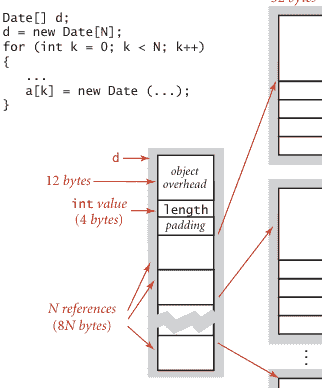 Date[] d;
d = new Date[N];
for (int k = 0; k < N; k++)
{
...
a[k] = new Date (...);
}
d
12 bytes
object
overhead
int value
(4 bytes)
length
padding
N references
(8N bytes)